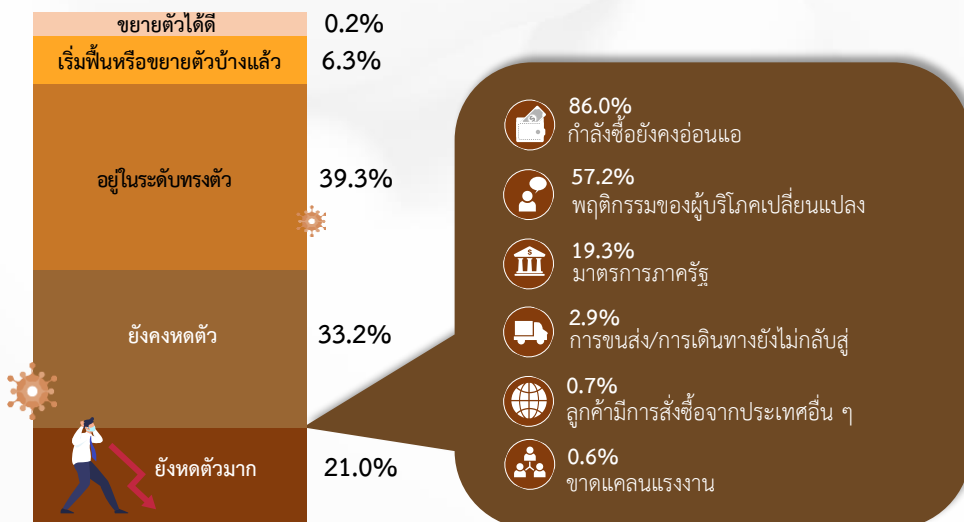 ขยายตัวได้ดี 0.2%
เริ่มฟื้นหรือขยายตัวบ้างแล้ว 6.3%
อยู่ในระดับทรงตัว 39.3%
ยังคงหดตัว 33.2%
ยังหดตัวมาก 21.0%
86.0%
กำลังซื้อยังคงอ่อนแอ
57.2%
พฤติกรรมของผู้บริโภคเปลี่ยนแปลง
19.3%
มาตรการภาครัฐ
2.9%
การขนส่ง/การเดินทางยังไม่กลับสู่
0.7%
ลูกค้ามีการสั่งซื้อจากประเทศอื่น ๆ
0.6%
ขาดแคลนแรงงาน